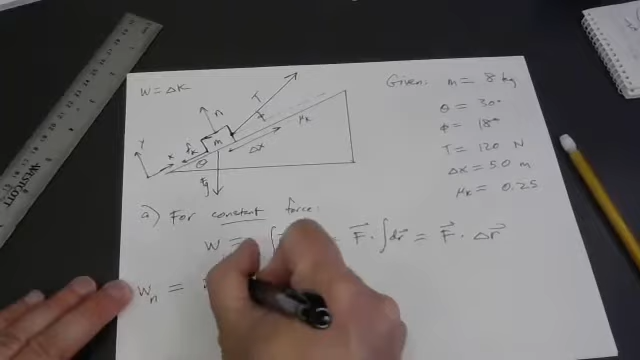 W = ΔK
Given: m = 8 kg
θ = 30°
ϕ = 18°
T = 120 N
Δx = 5.0 m
μk = 0.25
n
T
ϕ
μk
Y
x
fk
m
Δx
θ
Fg
a) For constant force:
W = ∫ F⃗ · ∫dr⃗ = F⃗ · Δr⃗
Wn =